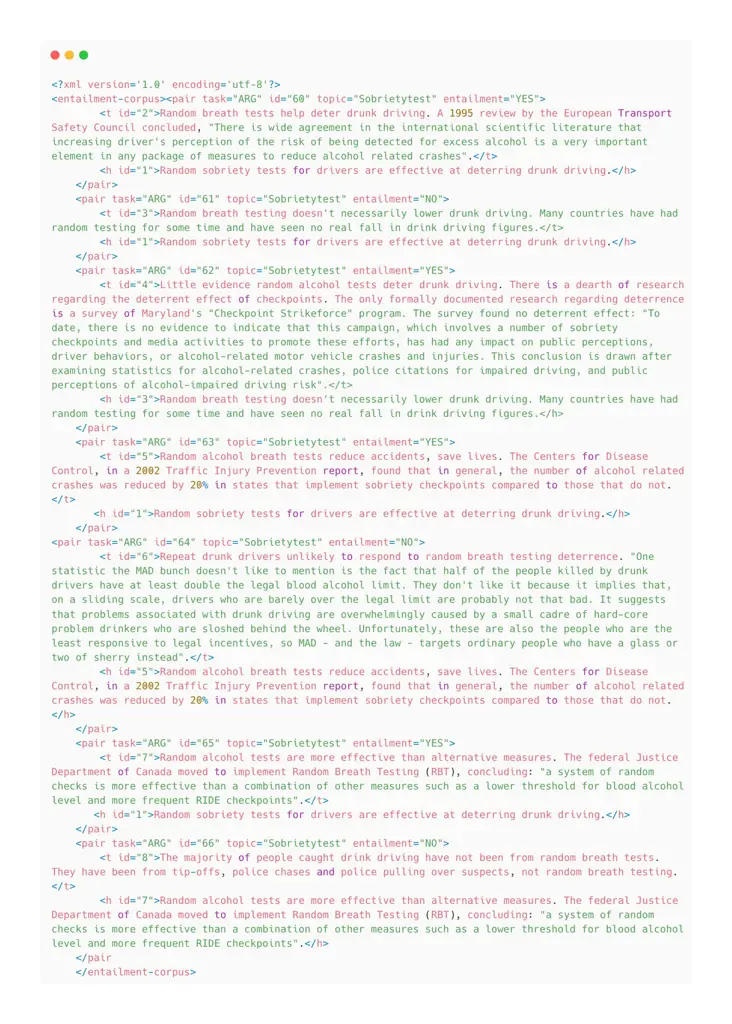 <?xml version='1.0' encoding='utf-8'?>
<entailment-corpus><pair task="ARG" id="60" topic="Sobrietytest" entailment="YES">
<t id="2">Random breath tests help deter drunk driving. A 1995 review by the European Transport
Safety Council concluded, "There is wide agreement in the international scientific literature that
increasing driver's perception of the risk of being detected for excess alcohol is a very important
element in any package of measures to reduce alcohol related crashes".</t>
<h id="1">Random sobriety tests for drivers are effective at deterring drunk driving.</h>
</pair>
<pair task="ARG" id="61" topic="Sobrietytest" entailment="NO">
<t id="3">Random breath testing doesn't necessarily lower drunk driving. Many countries have had
random testing for some time and have seen no real fall in drink driving figures.</t>
<h id="1">Random sobriety tests for drivers are effective at deterring drunk driving.</h>
</pair>
<pair task="ARG" id="62" topic="Sobrietytest" entailment="YES">
<t id="4">Little evidence random alcohol tests deter drunk driving. There is a dearth of research
regarding the deterrent effect of checkpoints. The only formally documented research regarding deterrence
is a survey of Maryland's "Checkpoint Strikeforce" program. The survey found no deterrent effect: "To
date, there is no evidence to indicate that this campaign, which involves a number of sobriety
checkpoints and media activities to promote these efforts, has had any impact on public perceptions,
driver behaviors, or alcohol-related motor vehicle crashes and injuries. This conclusion is drawn after
examining statistics for alcohol-related crashes, police citations for impaired driving, and public
perceptions of alcohol-impaired driving risk".</t>
<h id="3">Random breath testing doesn't necessarily lower drunk driving. Many countries have had
random testing for some time and have seen no real fall in drink driving figures.</h>
</pair>
<pair task="ARG" id="63" topic="Sobrietytest" entailment="YES">
<t id="5">Random alcohol breath tests reduce accidents, save lives. The Centers for Disease
Control, in a 2002 Traffic Injury Prevention report, found that in general, the number of alcohol related
crashes was reduced by 20% in states that implement sobriety checkpoints compared to those that do not.
</t>
<h id="1">Random sobriety tests for drivers are effective at deterring drunk driving.</h>
</pair>
<pair task="ARG" id="64" topic="Sobrietytest" entailment="NO">
<t id="6">Repeat drunk drivers unlikely to respond to random breath testing deterrence. "One
statistic the MAD bunch doesn't like to mention is the fact that half of the people killed by drunk
drivers have at least double the legal blood alcohol limit. They don't like it because it implies that,
on a sliding scale, drivers who are barely over the legal limit are probably not that bad. It suggests
that problems associated with drunk driving are overwhelmingly caused by a small cadre of hard-core
problem drinkers who are sloshed behind the wheel. Unfortunately, these are also the people who are the
least responsive to legal incentives, so MAD - and the law - targets ordinary people who have a glass or
two of sherry instead".</t>
<h id="5">Random alcohol breath tests reduce accidents, save lives. The Centers for Disease
Control, in a 2002 Traffic Injury Prevention report, found that in general, the number of alcohol related
crashes was reduced by 20% in states that implement sobriety checkpoints compared to those that do not.
</h>
</pair>
<pair task="ARG" id="65" topic="Sobrietytest" entailment="YES">
<t id="7">Random alcohol tests are more effective than alternative measures. The federal Justice
Department of Canada moved to implement Random Breath Testing (RBT), concluding: "a system of random
checks is more effective than a combination of other measures such as a lower threshold for blood alcohol
level and more frequent RIDE checkpoints".</t>
<h id="1">Random sobriety tests for drivers are effective at deterring drunk driving.</h>
</pair>
<pair task="ARG" id="66" topic="Sobrietytest" entailment="NO">
<t id="8">The majority of people caught drink driving have not been from random breath tests.
They have been from tip-offs, police chases and police pulling over suspects, not random breath testing.
</t>
<h id="7">Random alcohol tests are more effective than alternative measures. The federal Justice
Department of Canada moved to implement Random Breath Testing (RBT), concluding: "a system of random
checks is more effective than a combination of other measures such as a lower threshold for blood alcohol
level and more frequent RIDE checkpoints".</h>
</pair
</entailment-corpus>